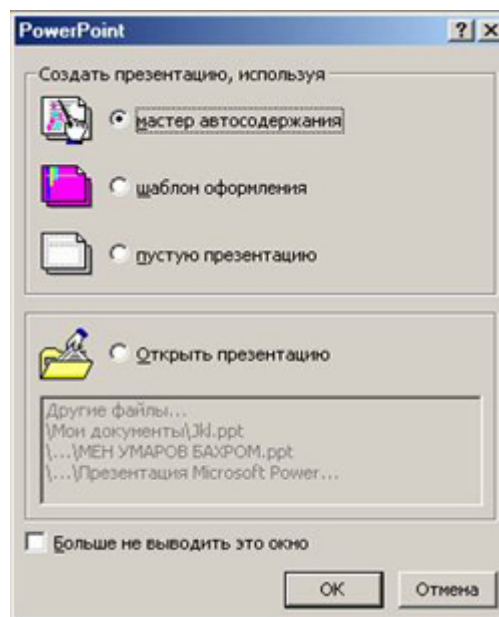 PowerPoint
Создать презентацию, используя
мастер автосодержания
шаблон оформления
пустую презентацию
Открыть презентацию
Другие файлы...
\Мои документы\Jkl.ppt
\...\МЕН УМАРОВ БАХРОМ.ppt
\...\Презентация Microsoft Power...
Больше не выводить это окно
ОК Отмена